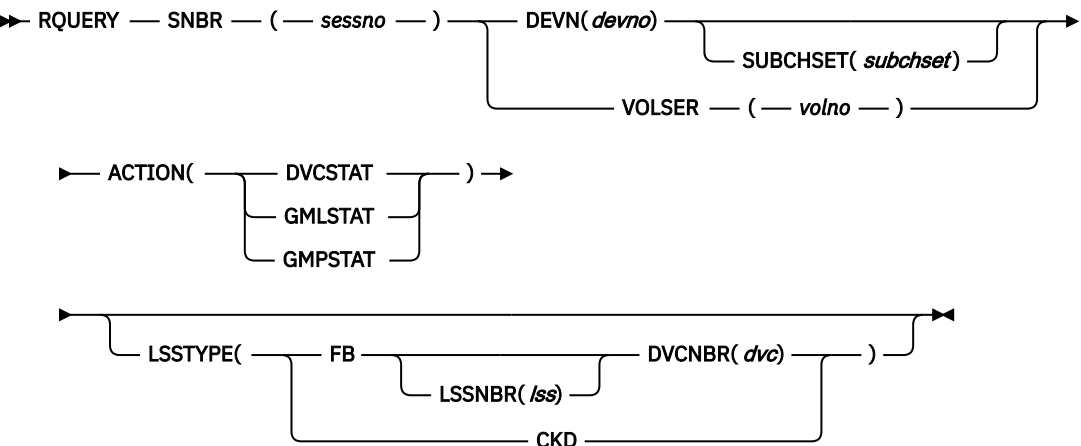 RQUERY SNBR ( sessno ) DEVN( devno)
SUBCHSET( subchset)
VOLSER ( volno )
ACTION( DVCSTAT )
GMLSTAT
GMPSTAT
LSSTYPE( FB DVCNBR( dvc) )
LSSNBR( lss)
CKD